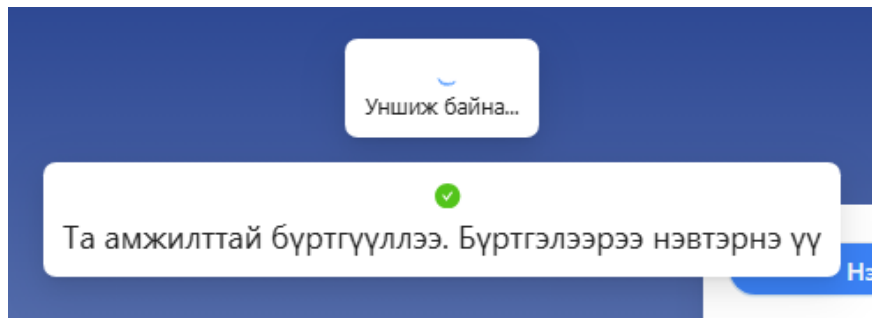 Уншиж байна...
Та амжилттай бүртгүүллээ. Бүртгэлээрээ нэвтэрнэ үү